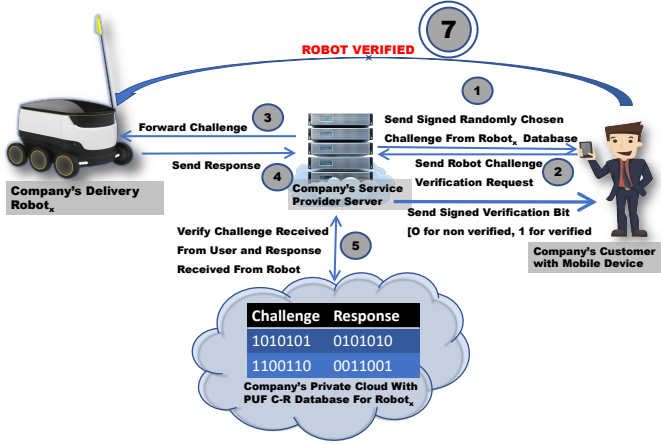 7
ROBOT VERIFIED
1
3
Send Signed Randomly Chosen
Challenge From Robotx Database
Forward Challenge
Send Response
4
Send Robot Challenge
Verification Request
2
Company's Delivery
Robotx
Company's Service
Provider Server
Send Signed Verification Bit
[O for non verified, 1 for verified
Verify Challenge Received
From User and Response
Received From Robot
5
Company's Customer
with Mobile Device
Challenge Response
1010101 0101010
1100110 0011001
Company's Private Cloud With
PUF C-R Database For Robotx